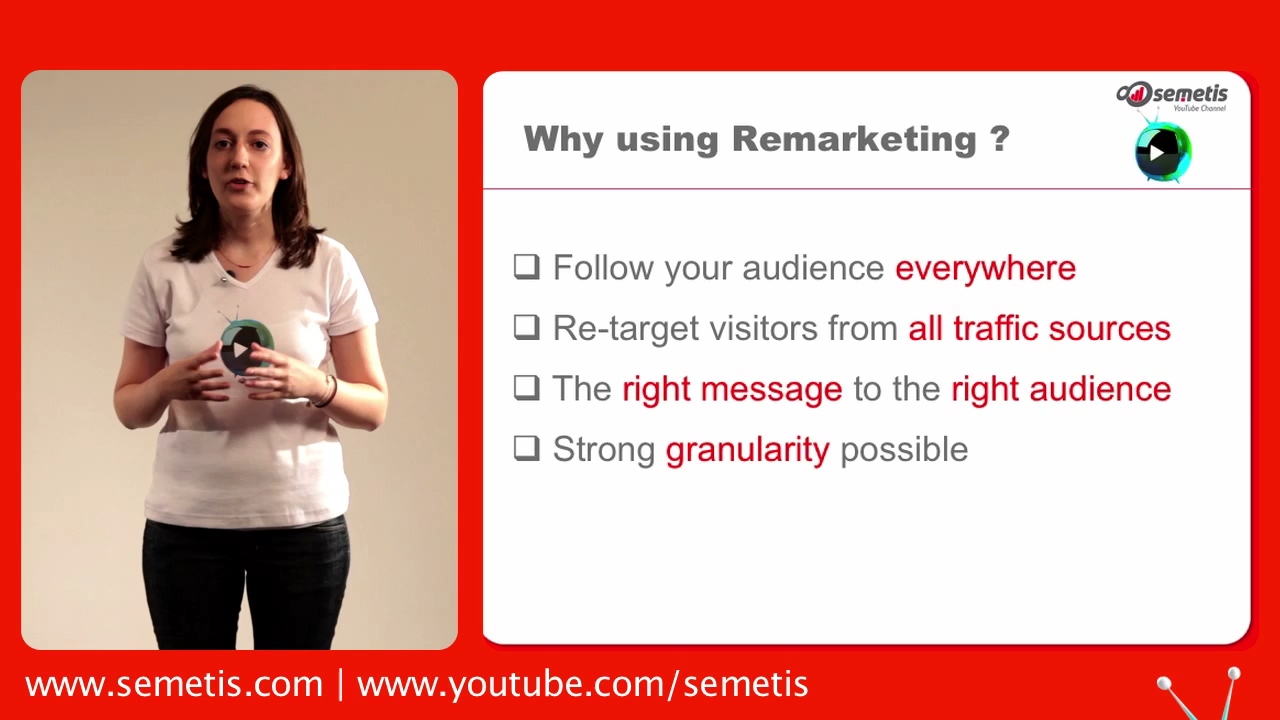 semetis
YouTube Channel
Why using Remarketing ?
❑ Follow your audience everywhere
❑ Re-target visitors from all traffic sources
❑ The right message to the right audience
❑ Strong granularity possible
www.semetis.com | www.youtube.com/semetis